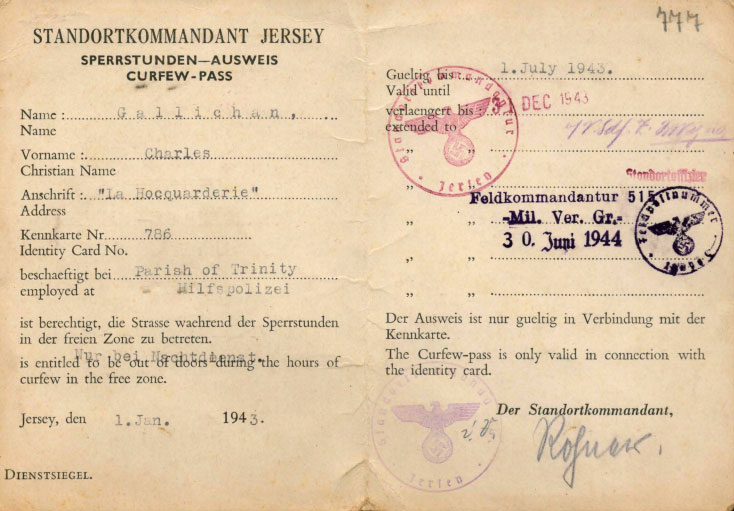 777
STANDORTKOMMANDANT JERSEY
SPERRSTUNDEN—AUSWEIS
CURFEW-PASS
Name : Gallichan,
Name
Vorname : Charles
Christian Name
Anschrift : "La Hocquarderie"
Address
Kennkarte Nr 786
Identity Card No.
beschaeftigt bei Parish of Trinity
employed at Hilfspolizei
ist berechtigt, die Strasse waehrend der Sperrstunden
in der freien Zone zu betreten.
Nur bei Nachtdienst.
is entitled to be out of doors during the hours of
curfew in the free zone.
Jersey, den 1. Jan. 1943.
DIENSTSIEGEL.
Gueltig bis 1. July 1943.
Valid until
verlaengert bis : 3 DEC 1943
extended to
" "
Standortoffizier
" "
Feldkommandantur 515
-Mil. Ver. Gr.-
30. Juni 1944
" "
" "
" "
Feldpostnummer
Standortkommandantur
Jersey
Der Ausweis ist nur gueltig in Verbindung mit der
Kennkarte.
The Curfew-pass is only valid in connection with
the identity card.
Der Standortkommandant,
Jersey